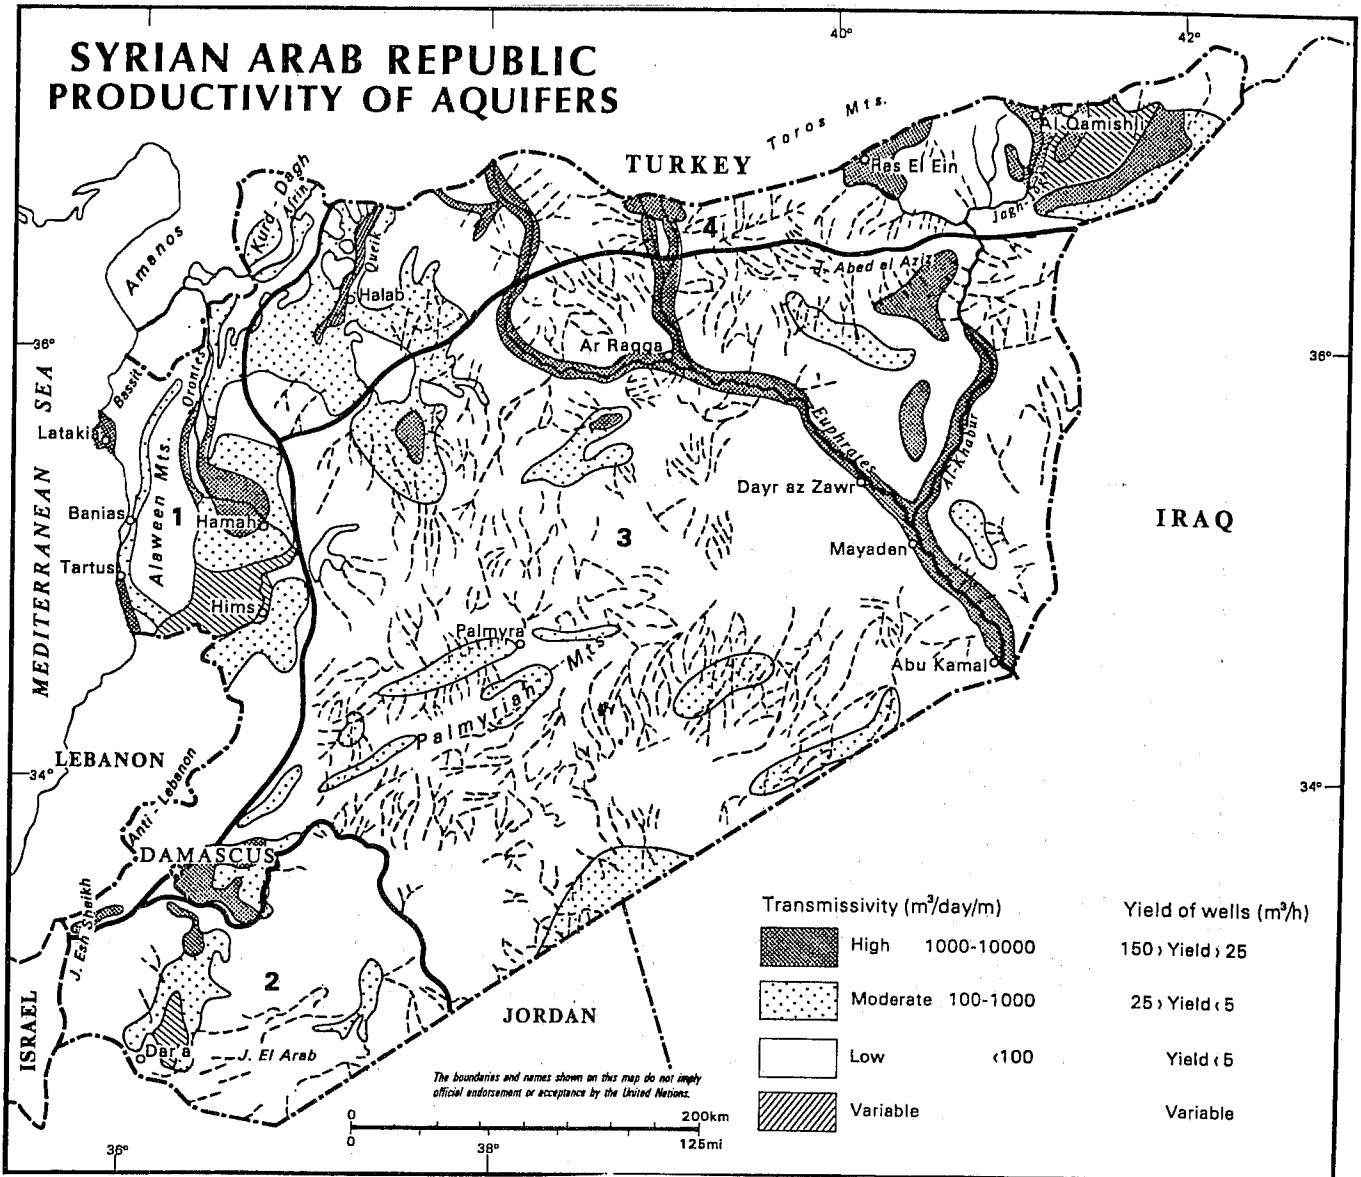 SYRIAN ARAB REPUBLIC
PRODUCTIVITY OF AQUIFERS
40°
42°
Toros Mts.
TURKEY
Al Qamishli
Ras El Ein
Jagh-Jagh
Kurd-Dagh
Afrin
Amanos
Queik
4
J. Abed el Aziz
Halab
36°
36°
Ar Raqqa
Bassit
Orontes
MEDITERRANEAN SEA
Latakia
Euphrates
Al-Khabur
Alaween Mts.
Dayr az Zawr
Banias
1
Hamah
3
IRAQ
Mayaden
Tartus
Hims
Palmyra
Abu Kamal
Palmyriah Mts
LEBANON
34°
34°
Anti-Lebanon
DAMASCUS
J. Esh Sheikh
2
ISRAEL
JORDAN
Dar'a
J. El Arab
Transmissivity (m³/day/m) Yield of wells (m³/h)
High 1000-10000 150 › Yield › 25
Moderate 100-1000 25 › Yield ‹ 5
Low ‹100 Yield ‹ 5
Variable Variable
The boundaries and names shown on this map do not imply
official endorsement or acceptance by the United Nations.
0 200km
0 125mi
36°
38°